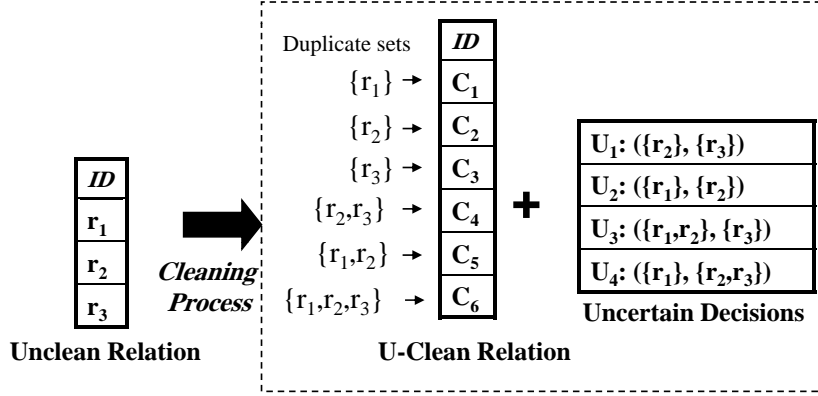 ID
r1
r2
r3
Unclean Relation
Cleaning
Process
Duplicate sets
ID
{r1} → C1
{r2} → C2
{r3} → C3
{r2,r3} → C4
{r1,r2} → C5
{r1,r2,r3} → C6
U-Clean Relation
+
U1: ({r2}, {r3})
U2: ({r1}, {r2})
U3: ({r1,r2}, {r3})
U4: ({r1}, {r2,r3})
Uncertain Decisions